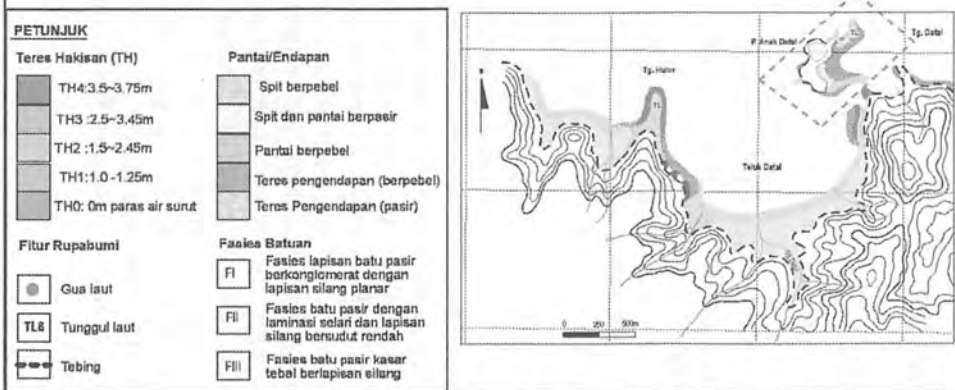 PETUNJUK
Teres Hakisan (TH)
TH4:3.5~3.75m
TH3 :2.5~3.45m
TH2 :1.5~2.45m
TH1:1.0 -1.25m
TH0: 0m paras air surut
Pantai/Endapan
Spit berpebel
Spit dan pantai berpasir
Pantai berpebel
Teres pengendapan (berpebel)
Teres Pengendapan (pasir)
Fitur Rupabumi
Gua laut
TL6 Tunggul laut
Tebing
Fasies Batuan
FI
Fasies lapisan batu pasir
berkonglomerat dengan
lapisan silang planar
FII
Fasies batu pasir dengan
laminasi selari dan lapisan
silang bersudut rendah
FIII
Fasies batu pasir kasar
tebal berlapisan silang
P. Anak Datai
TL
Tg. Datai
Tg. Hulor
TL
Teluk Datai
0 250 500m